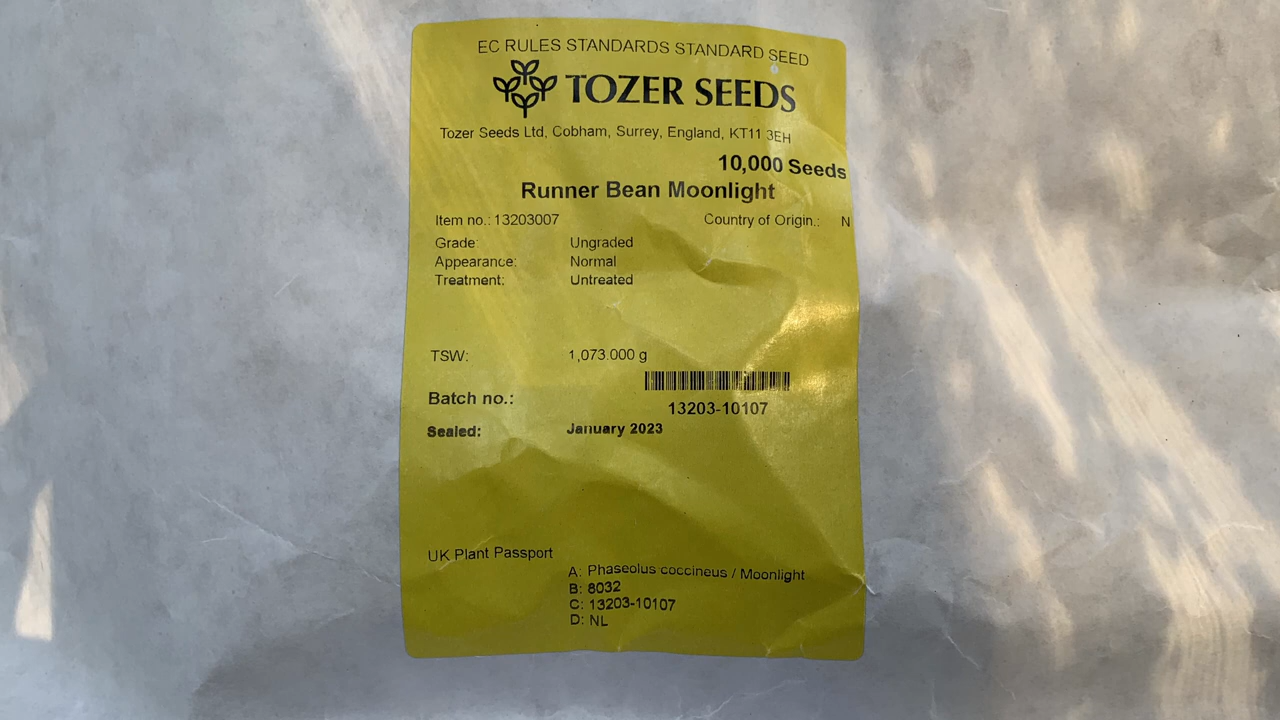 EC RULES STANDARDS STANDARD SEED
TOZER SEEDS
Tozer Seeds Ltd, Cobham, Surrey, England, KT11 3EH
10,000 Seeds
Runner Bean Moonlight
Item no.: 13203007 Country of Origin.: N
Grade: Ungraded
Appearance: Normal
Treatment: Untreated
TSW: 1,073.000 g
Batch no.: 13203-10107
Sealed: January 2023
UK Plant Passport
A: Phaseolus coccineus / Moonlight
B: 8032
C: 13203-10107
D: NL